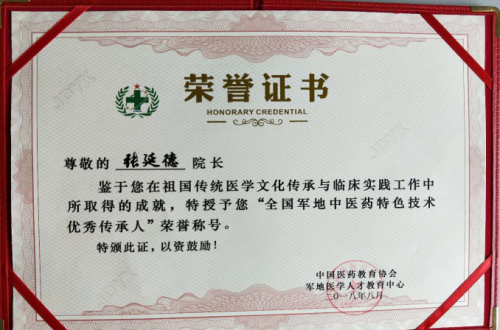 荣誉证书
HONORARY CREDENTIAL
尊敬的 张延德 院长
鉴于您在祖国传统医学文化传承与临床实践工作中
所取得的成就，特授予您“全国军地中医药特色技术
优秀传承人”荣誉称号。
特颁此证，以资鼓励！
中国医药教育协会
军地医学人才教育中心
二〇一八年八月